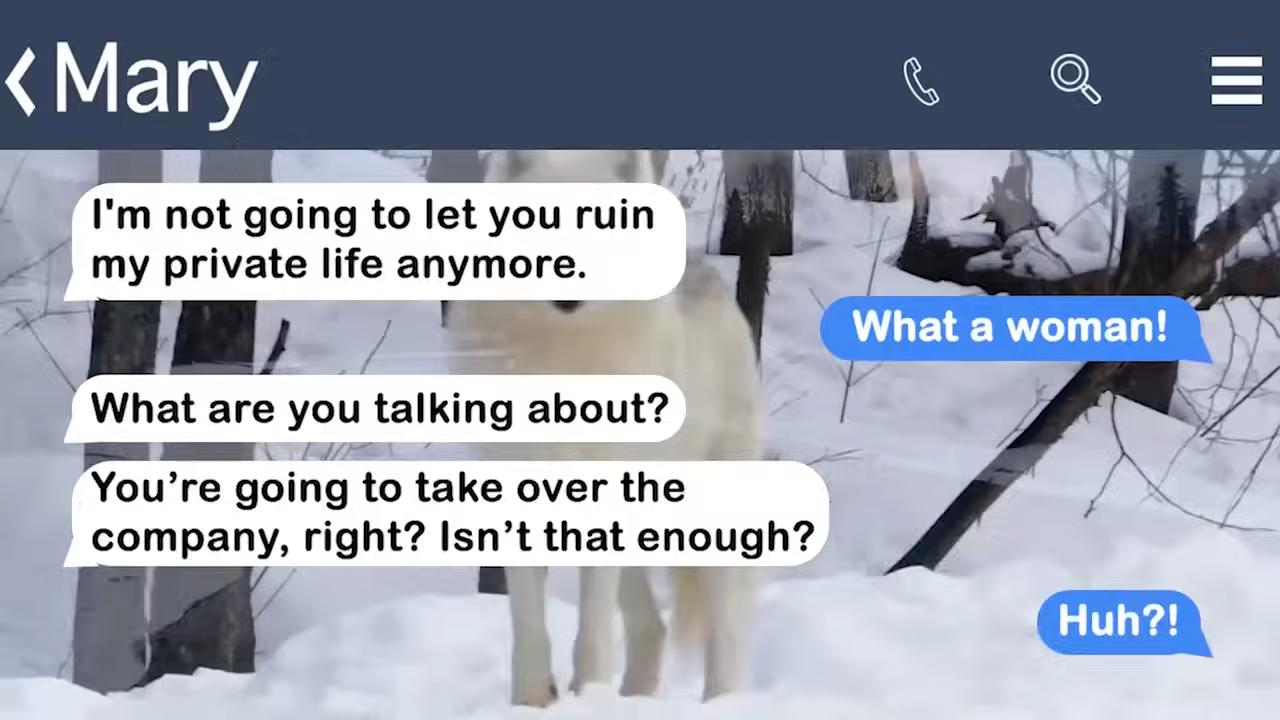 Mary
I'm not going to let you ruin
my private life anymore.
What a woman!
What are you talking about?
You’re going to take over the
company, right? Isn’t that enough?
Huh?!